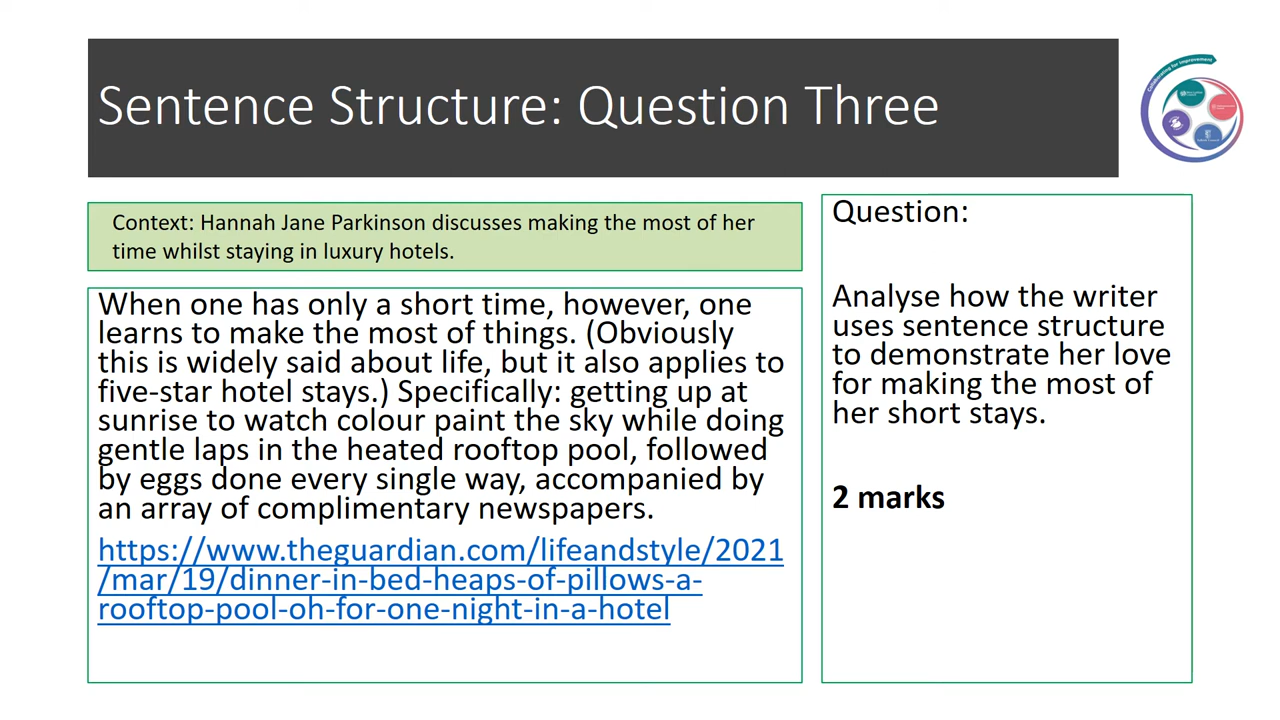 Sentence Structure: Question Three
Collaborating for Improvement
Context: Hannah Jane Parkinson discusses making the most of her
time whilst staying in luxury hotels.
When one has only a short time, however, one
learns to make the most of things. (Obviously
this is widely said about life, but it also applies to
five-star hotel stays.) Specifically: getting up at
sunrise to watch colour paint the sky while doing
gentle laps in the heated rooftop pool, followed
by eggs done every single way, accompanied by
an array of complimentary newspapers.
https://www.theguardian.com/lifeandstyle/2021
/mar/19/dinner-in-bed-heaps-of-pillows-a-
rooftop-pool-oh-for-one-night-in-a-hotel
Question:
Analyse how the writer
uses sentence structure
to demonstrate her love
for making the most of
her short stays.
2 marks